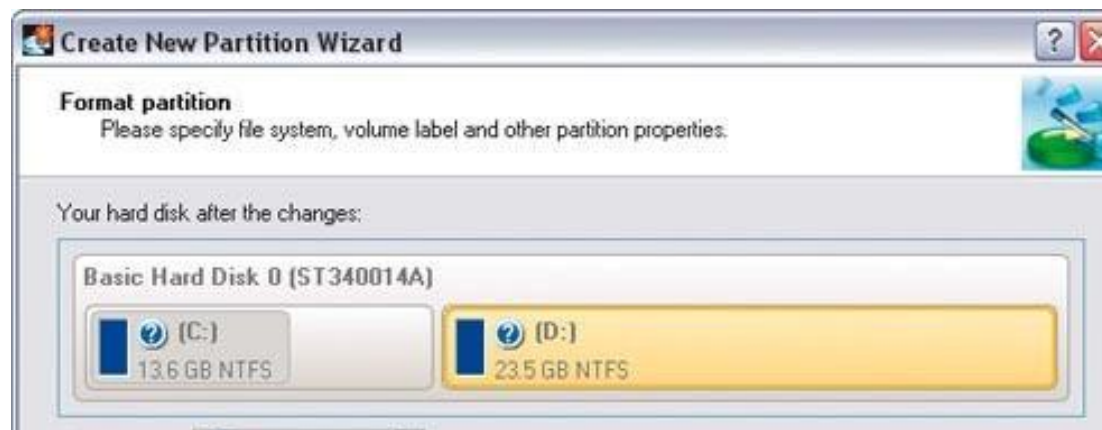 Create New Partition Wizard
Format partition
Please specify file system, volume label and other partition properties.
Your hard disk after the changes:
Basic Hard Disk 0 (ST340014A)
(C:)
13.6 GB NTFS
(D:)
23.5 GB NTFS